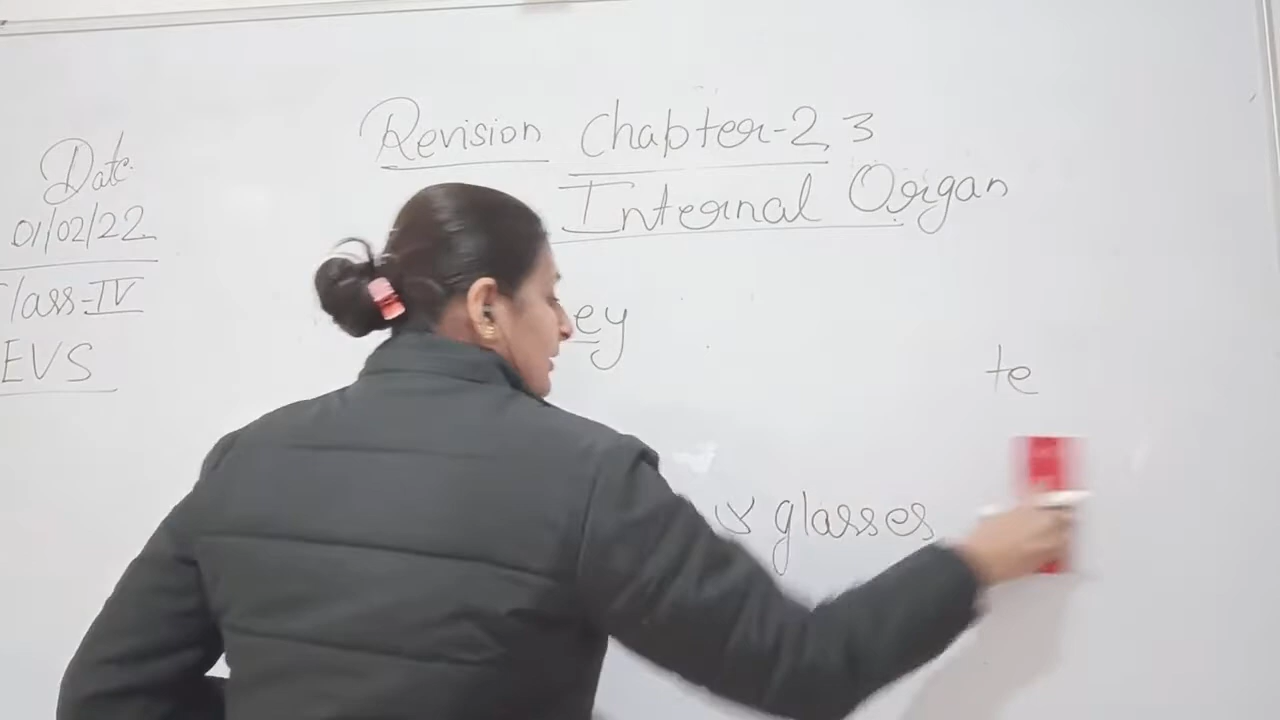 Date
01/02/22
Class-IV
EVS
Revision Chapter-2, 3
Internal Organ
ey
te
glasses